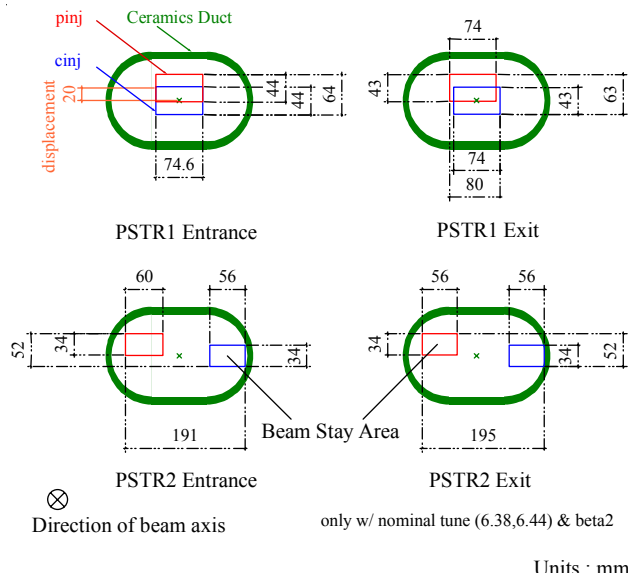 pinj
Ceramics Duct
cinj
20
displacement
44
44
64
74.6
PSTR1 Entrance
74
43
43
63
74
80
PSTR1 Exit
60
56
52
34
34
191
PSTR2 Entrance
56
56
34
34
52
195
PSTR2 Exit
Beam Stay Area
Direction of beam axis
only w/ nominal tune (6.38,6.44) & beta2
Units : mm